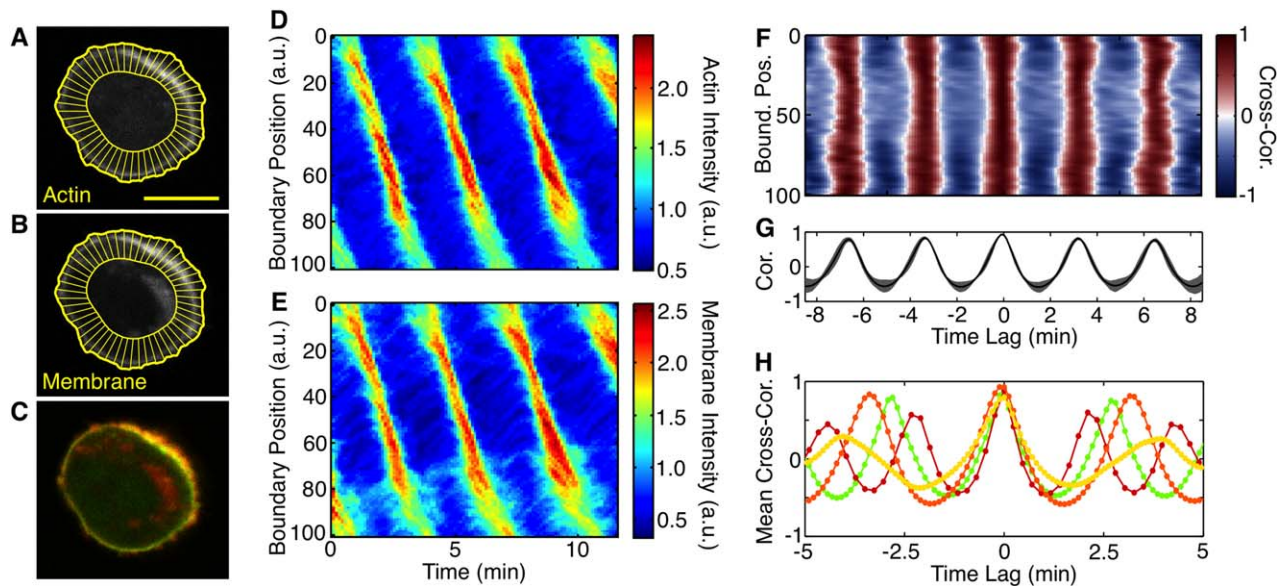 A
Actin
B
Membrane
C
D
Boundary Position (a.u.)
0
20
40
60
80
100
Actin Intensity (a.u.)
2.0
1.5
1.0
0.5
E
Boundary Position (a.u.)
0
20
40
60
80
100
0
5
10
Time (min)
Membrane Intensity (a.u.)
2.5
2.0
1.5
1.0
0.5
F
Bound. Pos.
0
50
100
Cross-Cor.
1
0
-1
G
Cor.
1
0
-1
-8
-6
-4
-2
0
2
4
6
8
Time Lag (min)
H
Mean Cross-Cor.
1
0
-1
-5
-2.5
0
2.5
5
Time Lag (min)